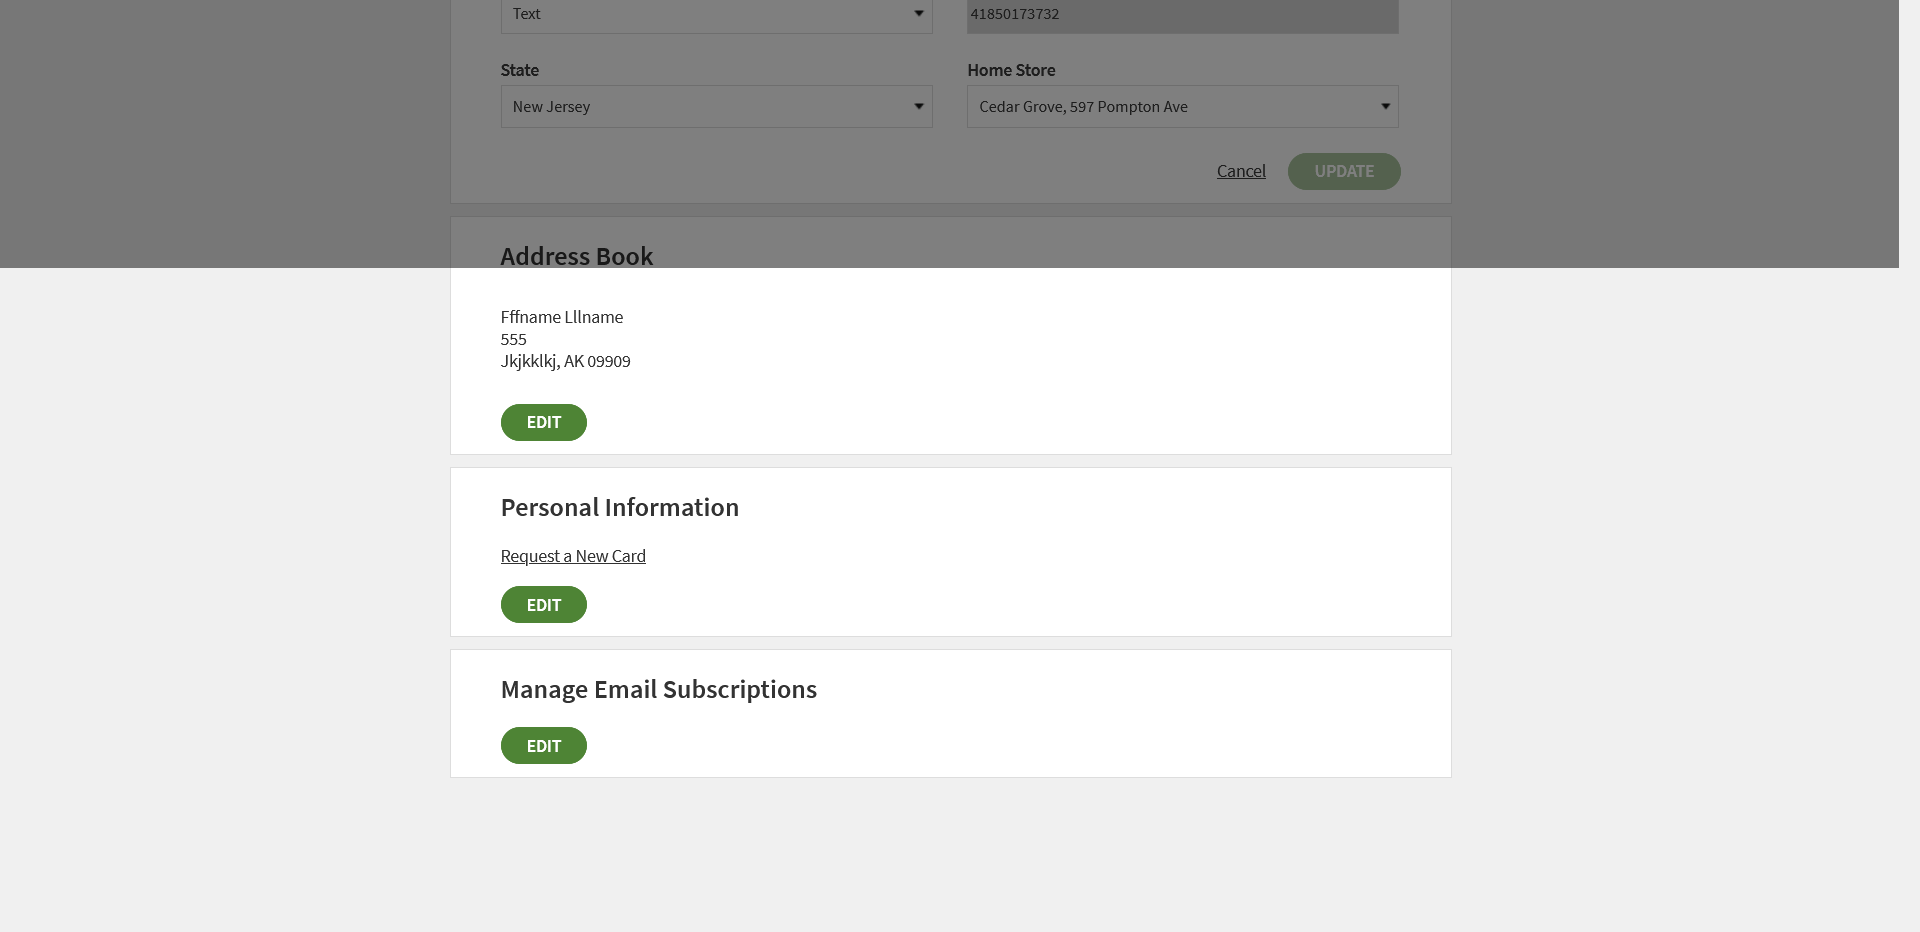 Text
41850173732
State
Home Store
New Jersey
Cedar Grove, 597 Pompton Ave
Cancel
UPDATE
Address Book
Fffname Lllname
555
Jkjkklkj, AK 09909
EDIT
Personal Information
Request a New Card
EDIT
Manage Email Subscriptions
EDIT